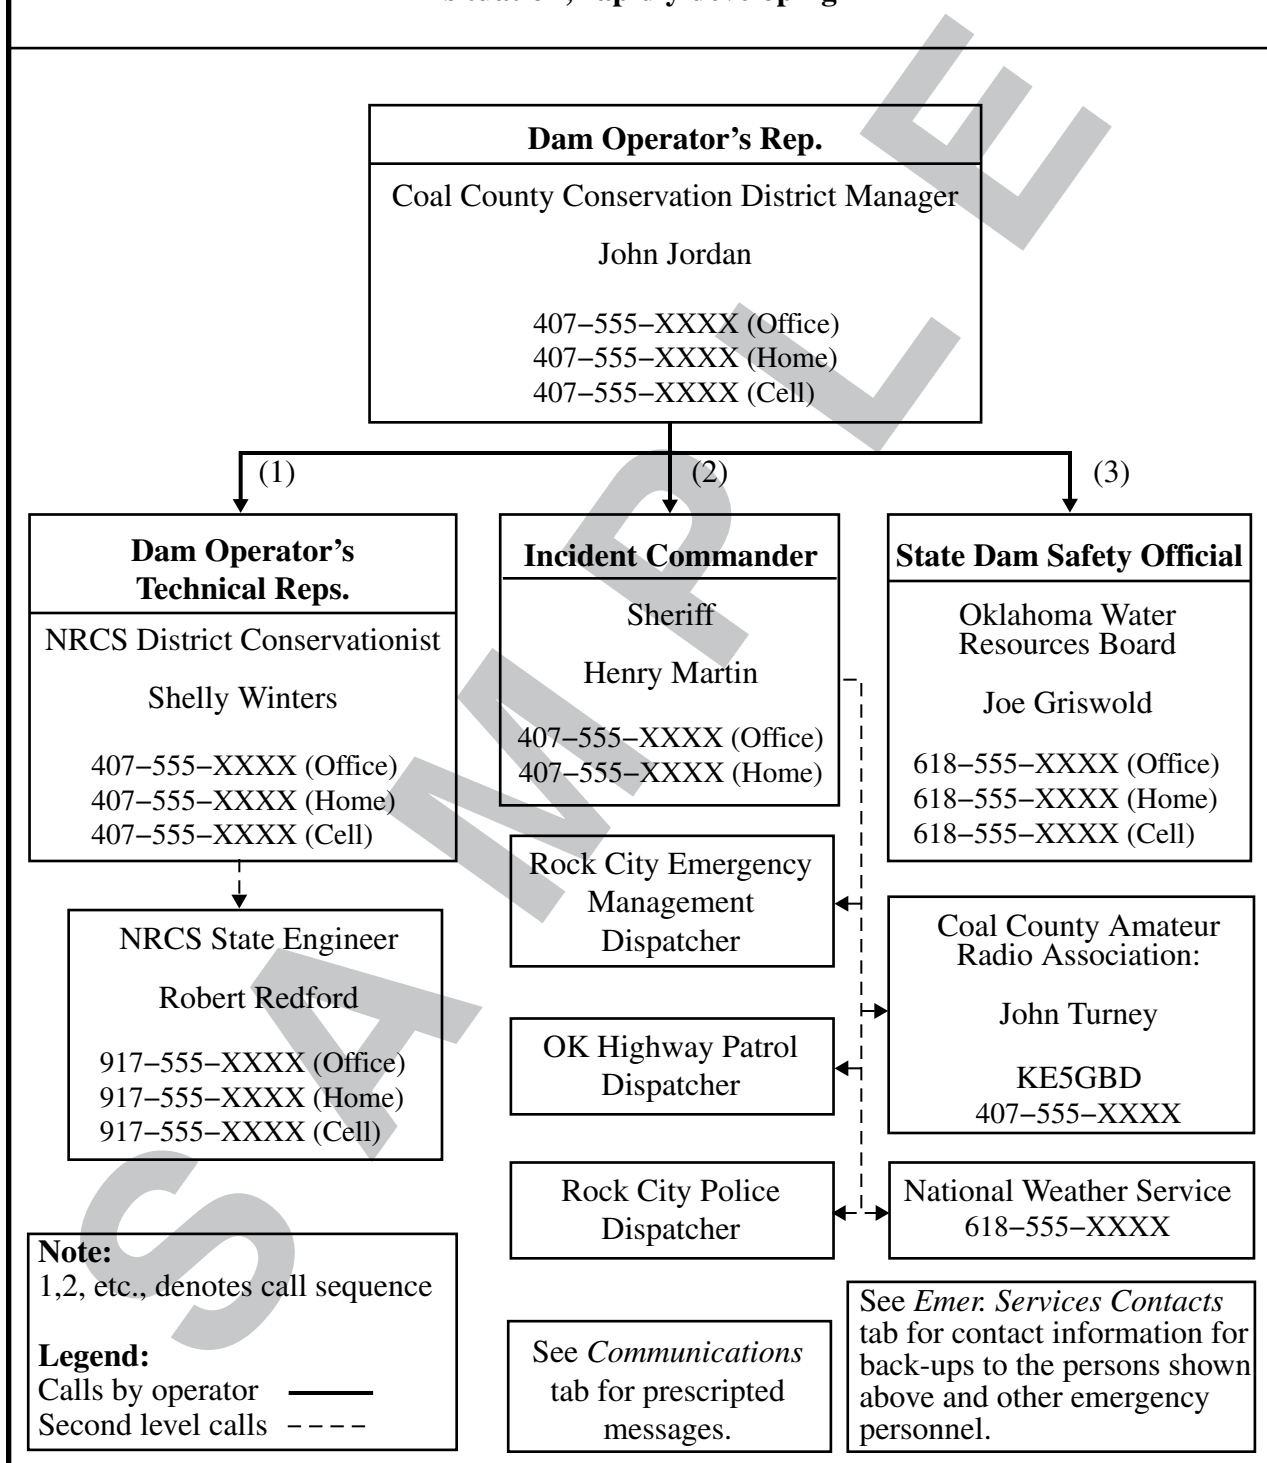 situation, rapidly developing
Dam Operator's Rep.
Coal County Conservation District Manager
John Jordan
407−555−XXXX (Office)
407−555−XXXX (Home)
407−555−XXXX (Cell)
(1)
(2)
(3)
Dam Operator's
Technical Reps.
NRCS District Conservationist
Shelly Winters
407−555−XXXX (Office)
407−555−XXXX (Home)
407−555−XXXX (Cell)
Incident Commander
Sheriff
Henry Martin
407−555−XXXX (Office)
407−555−XXXX (Home)
State Dam Safety Official
Oklahoma Water
Resources Board
Joe Griswold
618−555−XXXX (Office)
618−555−XXXX (Home)
618−555−XXXX (Cell)
NRCS State Engineer
Robert Redford
917−555−XXXX (Office)
917−555−XXXX (Home)
917−555−XXXX (Cell)
Rock City Emergency
Management
Dispatcher
OK Highway Patrol
Dispatcher
Rock City Police
Dispatcher
Coal County Amateur
Radio Association:
John Turney
KE5GBD
407−555−XXXX
National Weather Service
618−555−XXXX
Note:
1,2, etc., denotes call sequence
Legend:
Calls by operator
Second level calls
See Communications
tab for prescripted
messages.
See Emer. Services Contacts
tab for contact information for
back-ups to the persons shown
above and other emergency
personnel.
SAMPLE